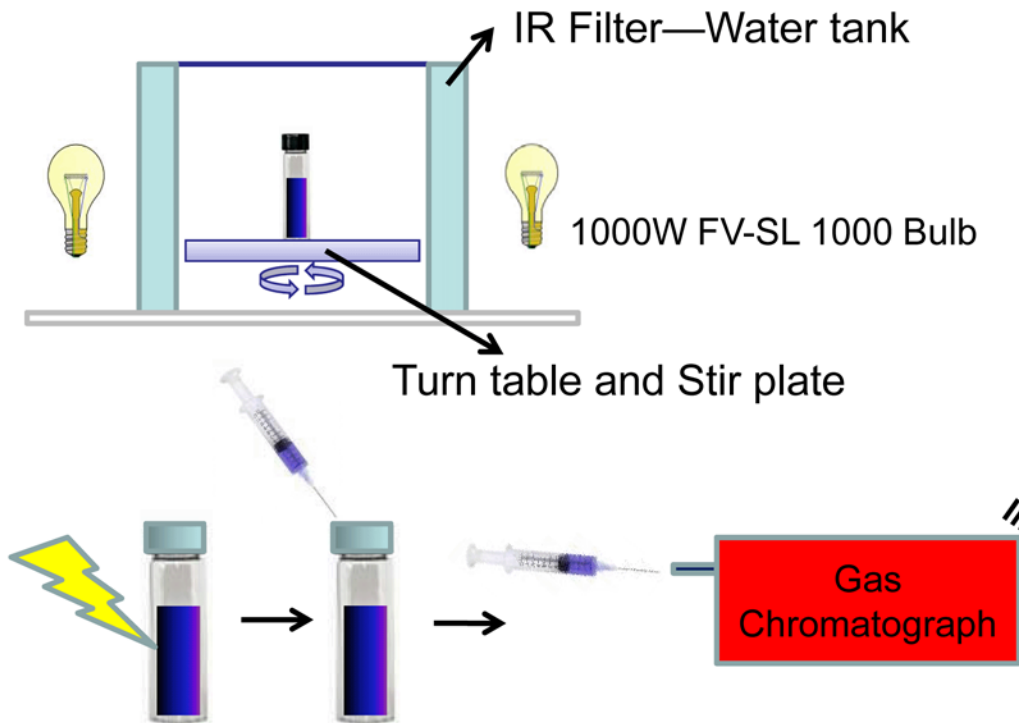 IR Filter—Water tank
1000W FV-SL 1000 Bulb
Turn table and Stir plate
Gas
Chromatograph